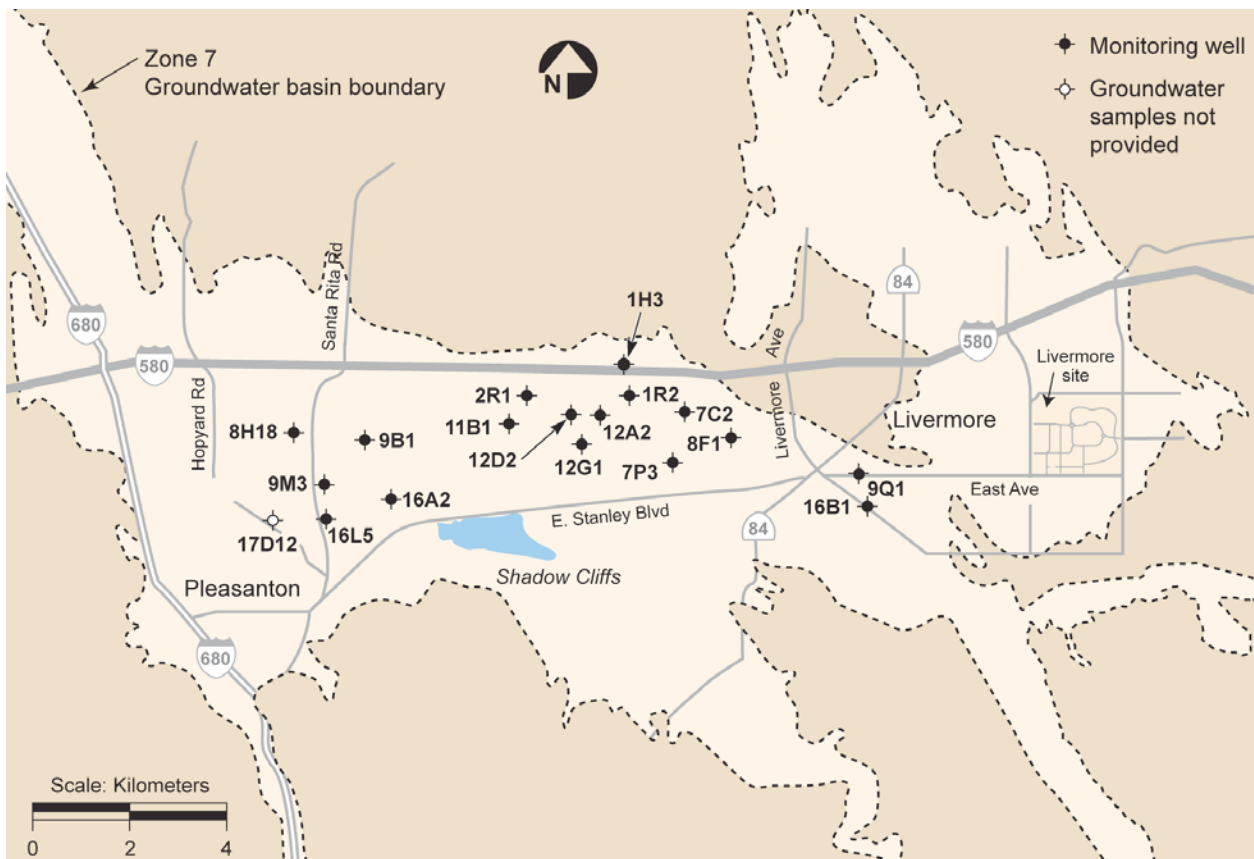 Zone 7
Groundwater basin boundary
N
Monitoring well
Groundwater
samples not
provided
Santa Rita Rd
Hopyard Rd
Livermore Ave
680
580
84
580
1H3
Livermore
site
2R1
1R2
7C2
Livermore
8H18
9B1
11B1
12A2
8F1
12D2
12G1
7P3
9M3
16A2
9Q1
East Ave
16B1
E. Stanley Blvd
84
17D12
16L5
Shadow Cliffs
Pleasanton
680
Scale: Kilometers
0 2 4